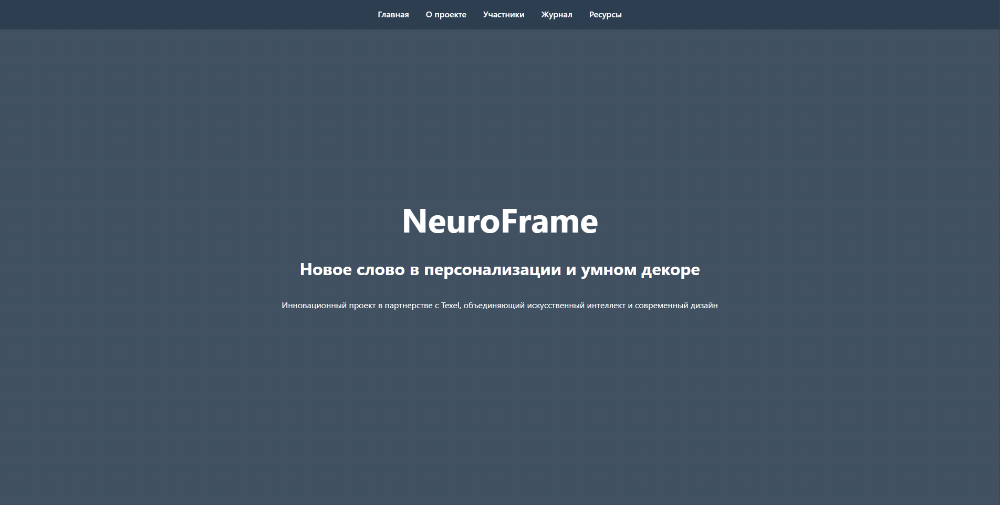 Главная О проекте Участники Журнал Ресурсы
NeuroFrame
Новое слово в персонализации и умном декоре
Инновационный проект в партнерстве с Texel, объединяющий искусственный интеллект и современный дизайн